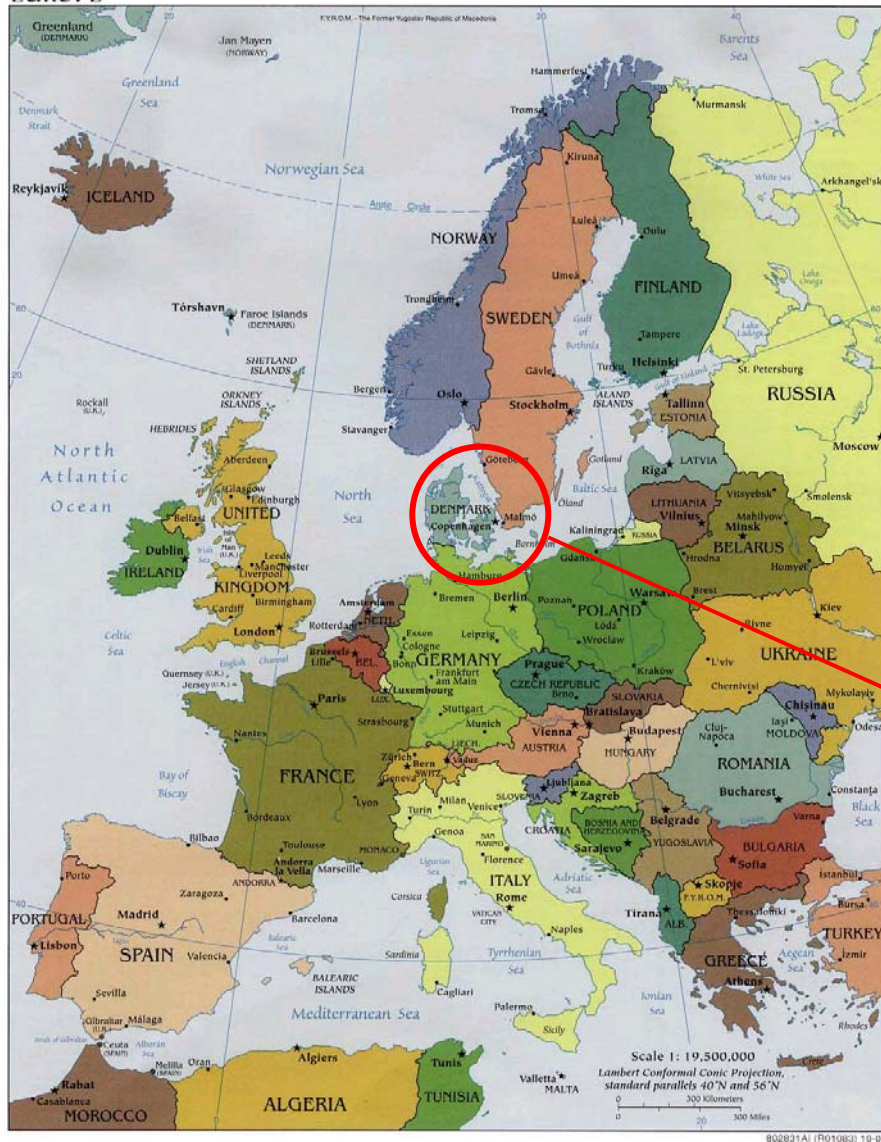 EUROPE
F.Y.R.O.M. - The Former Yugoslav Republic of Macedonia
Greenland
(DENMARK)
Jan Mayen
(NORWAY)
Greenland
Sea
Barents
Sea
Hammerfest
Murmansk
Denmark
Strait
Tromsø
Kiruna
White Sea
Arkhangel'sk
Norwegian Sea
Reykjavík
ICELAND
Arctic Circle
Luleå
NORWAY
Oulu
Umeå
FINLAND
Lake
Onega
Trondheim
Tórshavn
Faroe Islands
(DENMARK)
SWEDEN
Gulf
of
Bothnia
Lake
Ladoga
Tampere
SHETLAND
ISLANDS
Turku
Helsinki
St. Petersburg
Gävle
Gulf of Finland
Bergen
Oslo
Stockholm
ALAND
ISLANDS
Tallinn
ESTONIA
RUSSIA
Rockall
(U.K.)
ORKNEY
ISLANDS
Stavanger
HEBRIDES
Moscow
North
Atlantic
Ocean
Aberdeen
Göteborg
Gotland
Riga
LATVIA
Glasgow
Edinburgh
North
Sea
Kattegat
Öland
Baltic Sea
LITHUANIA
Vilnius
Vitsyebsk
Smolensk
UNITED
KINGDOM
Belfast
DENMARK
Copenhagen
Malmö
Bornholm
Kaliningrad
RUSSIA
Mahilyow
Minsk
BELARUS
Dublin
IRELAND
Isle
of
Man
(U.K.)
Irish
Sea
Leeds
Manchester
Liverpool
Gdańsk
Hrodna
Homyel'
Hamburg
Birmingham
Cardiff
London
Amsterdam
NETH.
Rotterdam
Bremen
Berlin
Poznań
Warsaw
POLAND
Łódź
Brest
Kiev
Celtic
Sea
Essen
Cologne
Bonn
Leipzig
Wrocław
Rivne
English Channel
Brussels
Lille
BEL.
GERMANY
Frankfurt
am Main
Prague
CZECH REPUBLIC
Brno
Kraków
L'viv
UKRAINE
Guernsey (U.K.)
Jersey (U.K.)
LUX.
Luxembourg
Chernivtsi
Mykolayiv
Paris
Strasbourg
Stuttgart
Munich
SLOVAKIA
Bratislava
Vienna
AUSTRIA
Budapest
HUNGARY
Chişinău
Iaşi
MOLDOVA
Odesa
Nantes
FRANCE
Zürich
Bern
SWITZ.
Geneva
LIECH.
Vaduz
Cluj-
Napoca
ROMANIA
Bay of
Biscay
Lyon
Turin
Milan
Venice
SLOVENIA
Ljubljana
Zagreb
CROATIA
Bucharest
Constanţa
Black
Sea
Bordeaux
Genoa
SAN
MARINO
BOSNIA AND
HERZEGOVINA
Sarajevo
Belgrade
YUGOSLAVIA
Varna
BULGARIA
Sofia
Bilbao
Toulouse
Andorra
la Vella
ANDORRA
Marseille
MONACO
Ligurian
Sea
Florence
Adriatic
Sea
Skopje
F.Y.R.O.M.
İstanbul
Bursa
Porto
PORTUGAL
Lisbon
Zaragoza
Madrid
SPAIN
Barcelona
Corsica
ITALY
Rome
VATICAN
CITY
Naples
Tirana
ALB.
Thessaloniki
TURKEY
İzmir
Valencia
Balearic
Sea
BALEARIC
ISLANDS
Sardinia
Tyrrhenian
Sea
GREECE
Athens
Aegean
Sea
Sevilla
Cagliari
Ionian
Sea
Gibraltar
(U.K.)
Málaga
Mediterranean Sea
Palermo
Sicily
Rhodes
Strait of Gibraltar
Ceuta
(SPAIN)
Alboran
Sea
Melilla
(SPAIN)
Oran
Algiers
Tunis
Valletta
MALTA
Crete
Rabat
Casablanca
MOROCCO
ALGERIA
TUNISIA
Scale 1: 19,500,000
Lambert Conformal Conic Projection,
standard parallels 40°N and 56°N
0 300 Kilometers
0 300 Miles